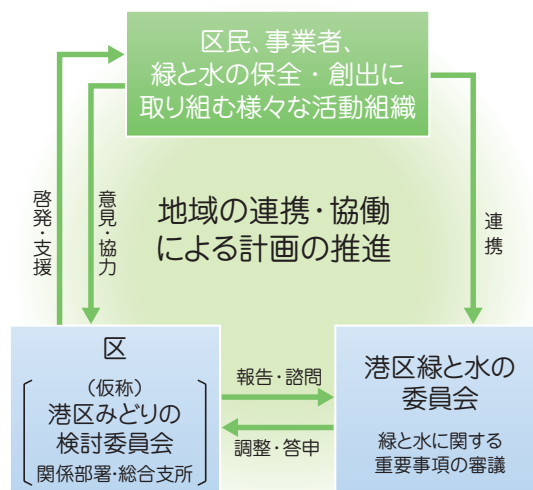 区民、事業者、
緑と水の保全・創出に
取り組む様々な活動組織
啓発・支援
意見・協力
地域の連携・協働
による計画の推進
連携
区
(仮称)
港区みどりの
検討委員会
関係部署・総合支所
報告・諮問
調整・答申
港区緑と水の
委員会
緑と水に関する
重要事項の審議